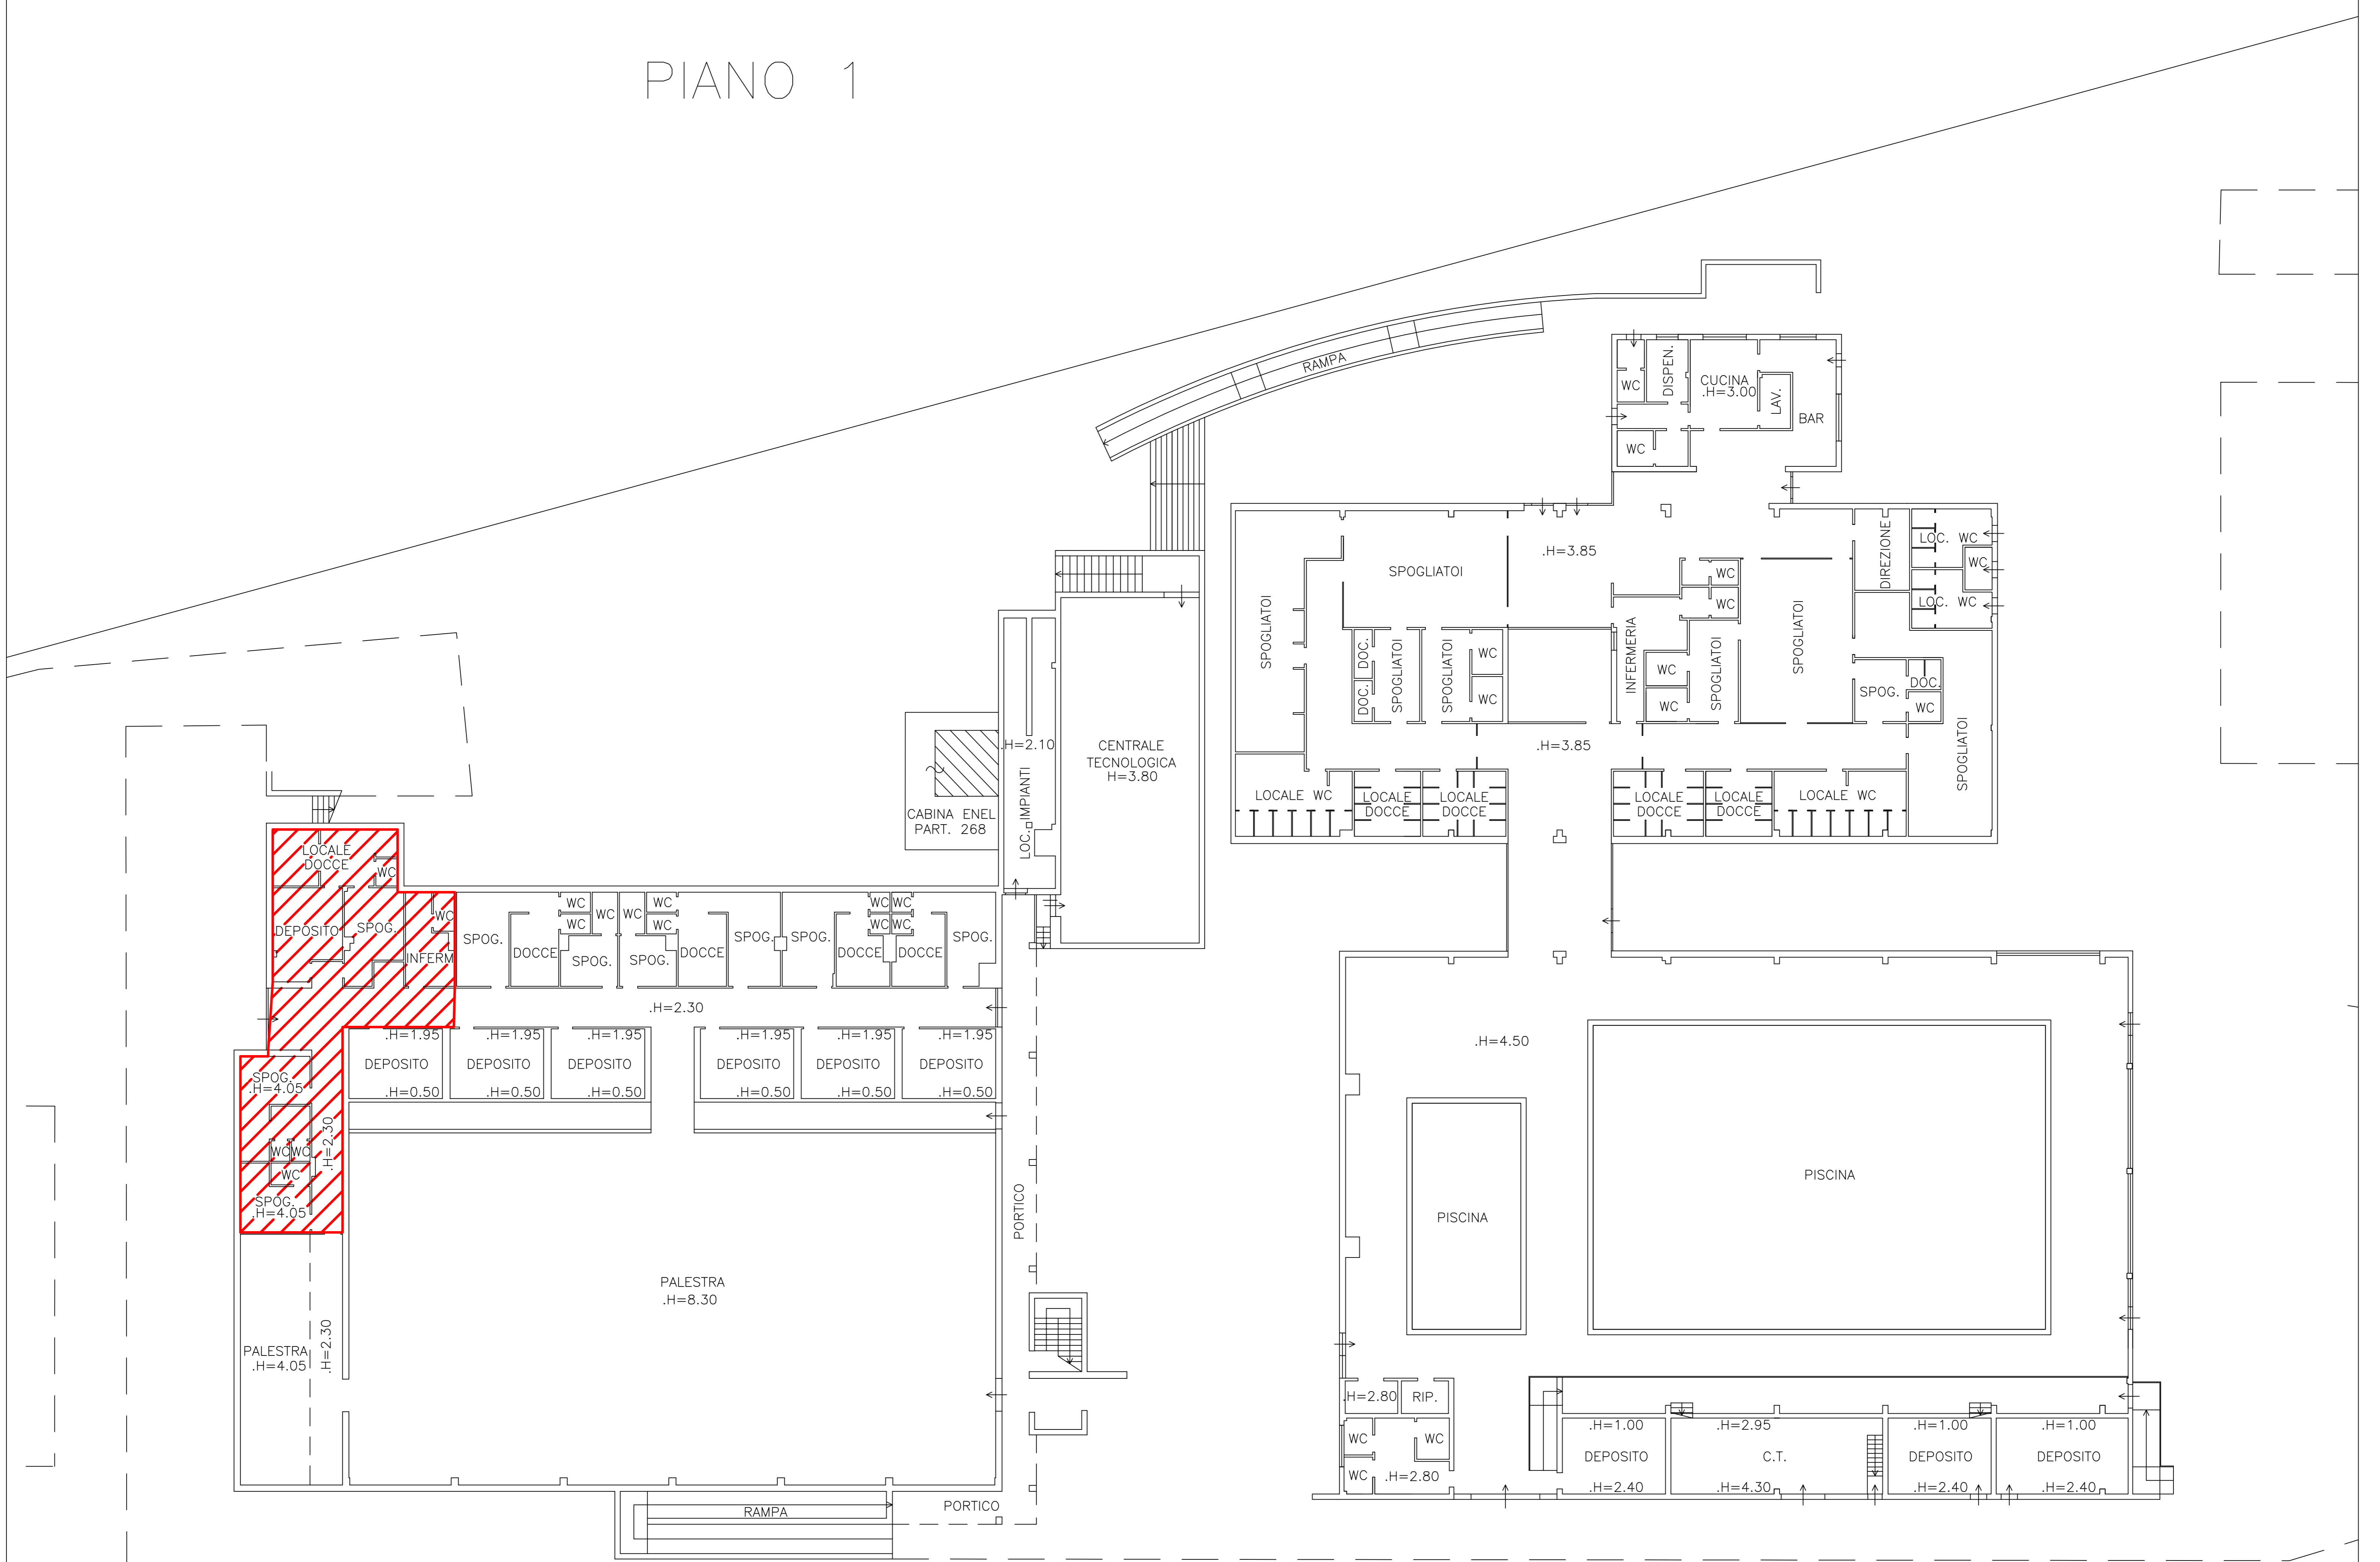 PIANO 1
RAMPA
WC
DISPEN.
CUCINA
.H=3.00
LAV.
BAR
WC
SPOGLIATOI
SPOGLIATOI
.H=3.85
WC
WC
DIREZIONE
LOC. WC
WC
LOC. WC
DOC.
DOC.
SPOGLIATOI
SPOGLIATOI
WC
WC
INFERMERIA
WC
WC
SPOGLIATOI
SPOGLIATOI
SPOG.
DOC.
WC
SPOGLIATOI
.H=3.85
LOCALE WC
LOCALE
DOCCE
LOCALE
DOCCE
LOCALE
DOCCE
LOCALE
DOCCE
LOCALE WC
.H=2.10
LOC. IMPIANTI
CENTRALE
TECNOLOGICA
H=3.80
CABINA ENEL
PART. 268
LOCALE
DOCCE
WC
DEPOSITO
SPOG.
WC
INFERM
SPOG.
DOCCE
WC
WC
SPOG.
WC
WC
SPOG.
WC
WC
DOCCE
SPOG.
SPOG.
DOCCE
WC
WC
WC
WC
DOCCE
SPOG.
.H=2.30
.H=1.95
DEPOSITO
.H=0.50
.H=1.95
DEPOSITO
.H=0.50
.H=1.95
DEPOSITO
.H=0.50
.H=1.95
DEPOSITO
.H=0.50
.H=1.95
DEPOSITO
.H=0.50
.H=1.95
DEPOSITO
.H=0.50
SPOG.
.H=4.05
.H=2.30
WC
WC
WC
SPOG.
.H=4.05
PALESTRA
.H=8.30
PALESTRA
.H=4.05
.H=2.30
PORTICO
RAMPA
PORTICO
.H=4.50
PISCINA
PISCINA
.H=2.80
RIP.
WC
WC
WC
.H=2.80
.H=1.00
DEPOSITO
.H=2.40
.H=2.95
C.T.
.H=4.30
.H=1.00
DEPOSITO
.H=2.40
.H=1.00
DEPOSITO
.H=2.40